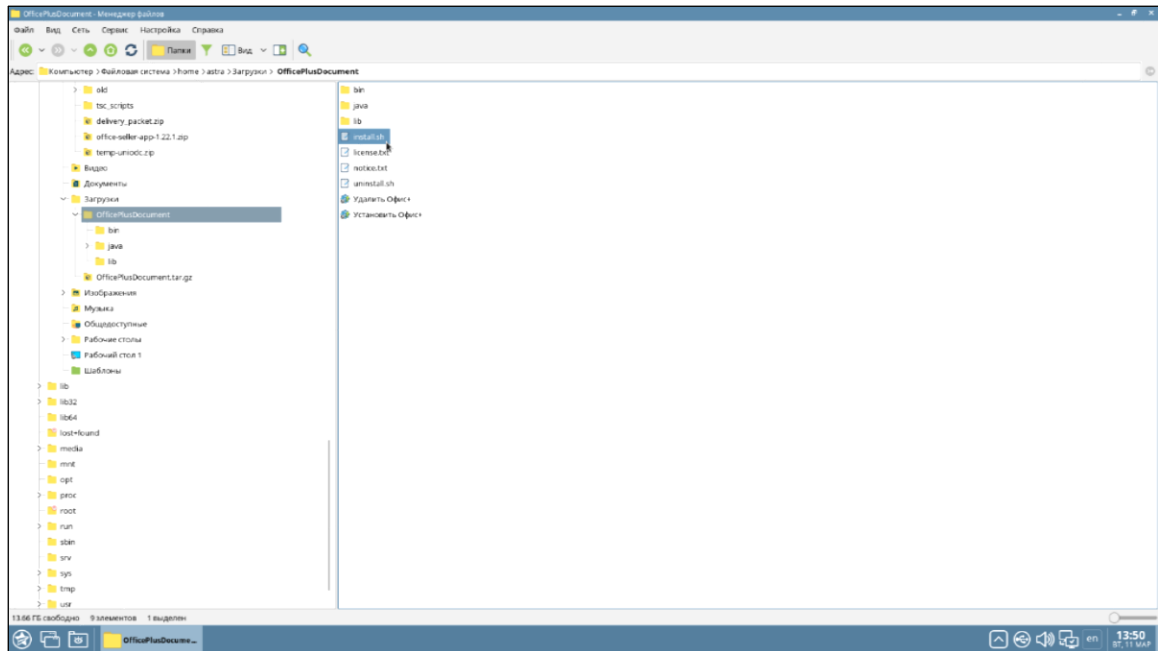 OfficePlusDocument - Менеджер файлов
Файл Вид Сеть Сервис Настройка Справка
Папки Вид
Адрес: Компьютер > Файловая система > home > astra > Загрузки > OfficePlusDocument
old
tsc_scripts
delivery_packet.zip
office-seller-app-1.22.1.zip
temp-uniodc.zip
Видео
Документы
Загрузки
OfficePlusDocument
bin
java
lib
OfficePlusDocument.tar.gz
Изображения
Музыка
Общедоступные
Рабочие столы
Рабочий стол 1
Шаблоны
lib
lib32
lib64
lost+found
media
mnt
opt
proc
root
run
sbin
srv
sys
tmp
usr
bin
java
lib
install.sh
license.txt
notice.txt
uninstall.sh
Удалить Офис+
Установить Офис+
13.66 ГБ свободно 9 элементов 1 выделен
OfficePlusDocume...
en
13:50
ВТ, 11 МАР